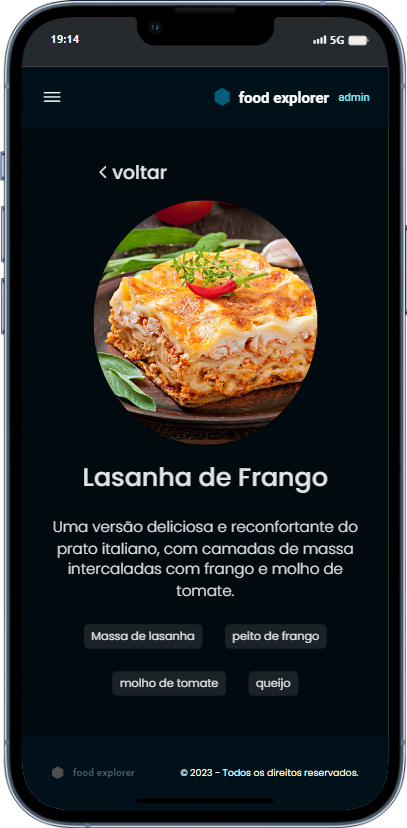 19:14 5G
food explorer admin
voltar
Lasanha de Frango
Uma versão deliciosa e reconfortante do
prato italiano, com camadas de massa
intercaladas com frango e molho de
tomate.
Massa de lasanha peito de frango
molho de tomate queijo
food explorer © 2023 - Todos os direitos reservados.